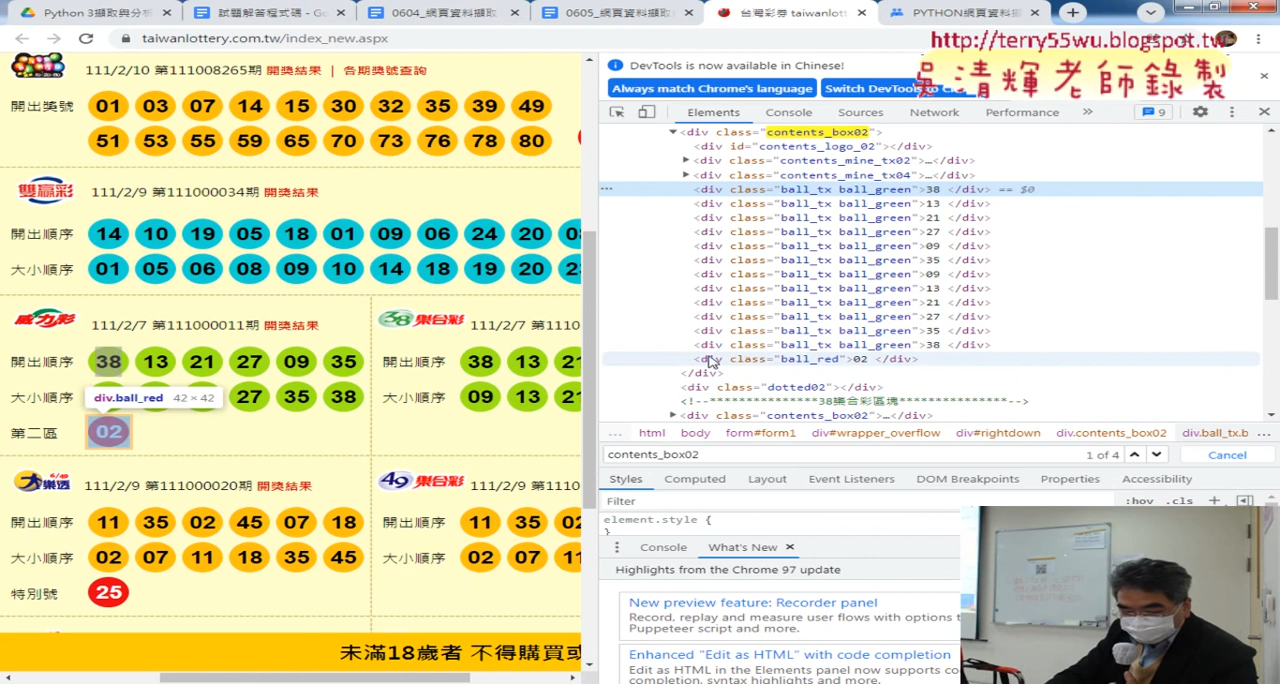 Python 3擷取與分析
試題解答程式碼 - Go
0604_網頁資料擷取
0605_網頁資料擷取
台灣彩券 taiwanlott
PYTHON網頁資料
taiwanlottery.com.tw/index_new.aspx
http://terry55wu.blogspot.tw
吳清輝老師錄製
111/2/10 第111008265期 開獎結果 | 各期獎號查詢
開出獎號 01 03 07 14 15 30 32 35 39 49
51 53 55 59 65 70 73 76 78 80
雙贏彩 111/2/9 第111000034期 開獎結果
開出順序 14 10 19 05 18 01 09 06 24 20
大小順序 01 05 06 08 09 10 14 18 19 20
威力彩 111/2/7 第111000011期 開獎結果
38樂合彩 111/2/7 第1110
開出順序 38 13 21 27 09 35
開出順序 38 13
大小順序 27 35 38
大小順序 09 13
div.ball_red 42 × 42
第二區 02
大樂透 6/49 111/2/9 第111000020期 開獎結果
49樂合彩 111/2/9 第1110
開出順序 11 35 02 45 07 18
開出順序 11 35
大小順序 02 07 11 18 35 45
大小順序 02 07
特別號 25
未滿18歲者 不得購買或
DevTools is now available in Chinese!
Always match Chrome's language
Switch DevTools to C
Elements Console Sources Network Performance » 9
<div class="contents_box02">
<div id="contents_logo_02"></div>
<div class="contents_mine_tx02">…</div>
<div class="contents_mine_tx04">…</div>
<div class="ball_tx ball_green">38 </div> == $0
<div class="ball_tx ball_green">13 </div>
<div class="ball_tx ball_green">21 </div>
<div class="ball_tx ball_green">27 </div>
<div class="ball_tx ball_green">09 </div>
<div class="ball_tx ball_green">35 </div>
<div class="ball_tx ball_green">09 </div>
<div class="ball_tx ball_green">13 </div>
<div class="ball_tx ball_green">21 </div>
<div class="ball_tx ball_green">27 </div>
<div class="ball_tx ball_green">35 </div>
<div class="ball_tx ball_green">38 </div>
<div class="ball_red">02 </div>
</div>
<div class="dotted02"></div>
<!--***************38樂合彩區塊***************-->
<div class="contents_box02">…</div>
… html body form#form1 div#wrapper_overflow div#rightdown div.contents_box02 div.ball_tx.b …
contents_box02 1 of 4 Cancel
Styles Computed Layout Event Listeners DOM Breakpoints Properties Accessibility
Filter :hov .cls +
element.style {
}
Console What's New ×
Highlights from the Chrome 97 update
New preview feature: Recorder panel
Record, replay and measure user flows with options t
Puppeteer script and more.
Enhanced "Edit as HTML" with code completion
Edit as HTML in the Elements panel now supports co
completion, syntax highlights and more.